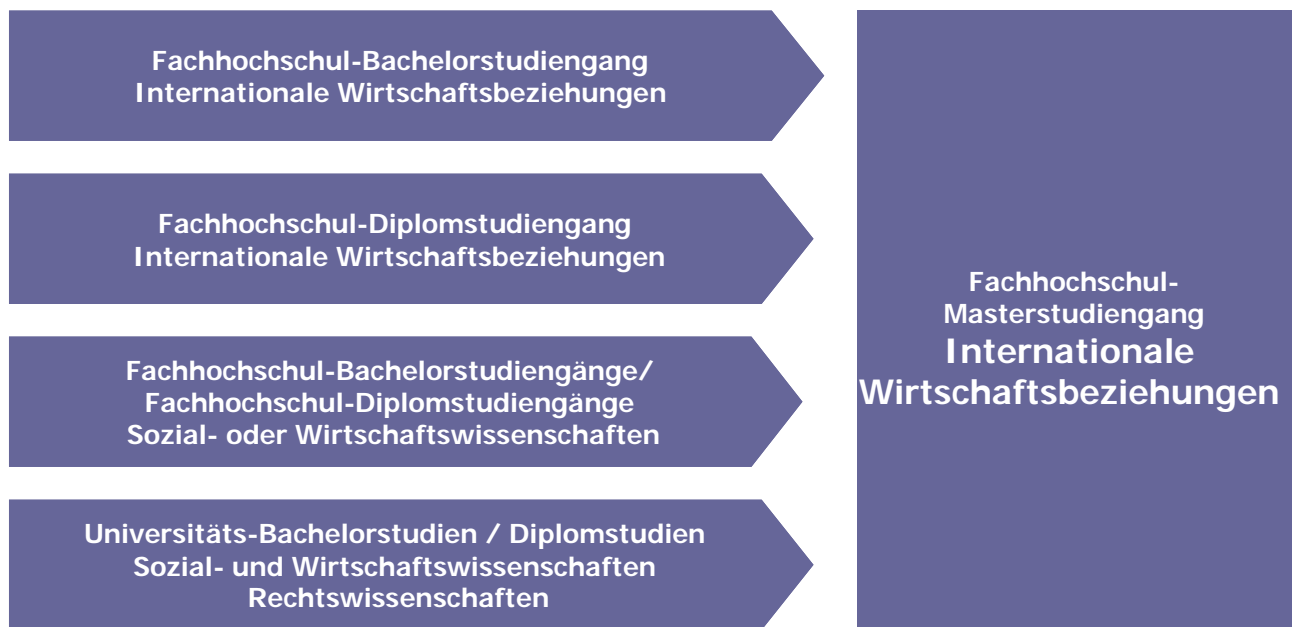 Fachhochschul-Bachelorstudiengang
Internationale Wirtschaftsbeziehungen
Fachhochschul-Diplomstudiengang
Internationale Wirtschaftsbeziehungen
Fachhochschul-Bachelorstudiengänge/
Fachhochschul-Diplomstudiengänge
Sozial- oder Wirtschaftswissenschaften
Universitäts-Bachelorstudien / Diplomstudien
Sozial- und Wirtschaftswissenschaften
Rechtswissenschaften
Fachhochschul-
Masterstudiengang
Internationale
Wirtschaftsbeziehungen